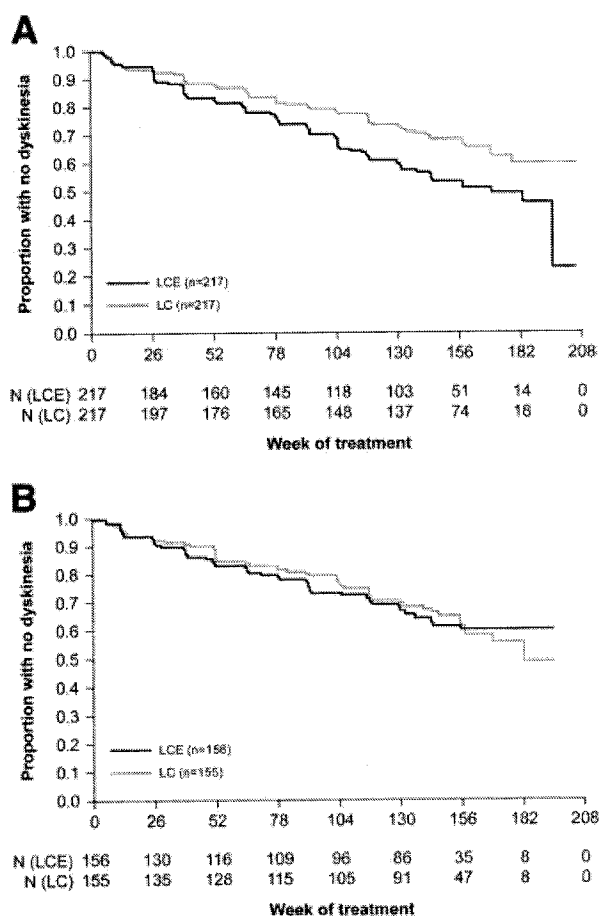 A
1.0
0.9
0.8
0.7
0.6
0.5
0.4
0.3
0.2
0.1
0.0
Proportion with no dyskinesia
LCE (n=217)
LC (n=217)
0 26 52 78 104 130 156 182 208
N (LCE) 217 184 160 145 118 103 51 14 0
N (LC) 217 197 176 165 148 137 74 18 0
Week of treatment
B
1.0
0.9
0.8
0.7
0.6
0.5
0.4
0.3
0.2
0.1
0.0
Proportion with no dyskinesia
LCE (n=156)
LC (n=155)
0 26 52 78 104 130 156 182 208
N (LCE) 156 130 116 109 96 86 35 8 0
N (LC) 155 135 128 115 105 91 47 8 0
Week of treatment